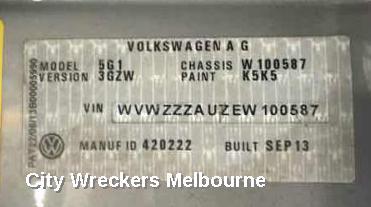 VOLKSWAGEN A G
MODEL 5G1 CHASSIS W 100587
VERSION 3GZW PAINT K5K5
VIN WVWZZZAUZEW100587
MANUF ID 420222 BUILT SEP 13
City Wreckers Melbourne